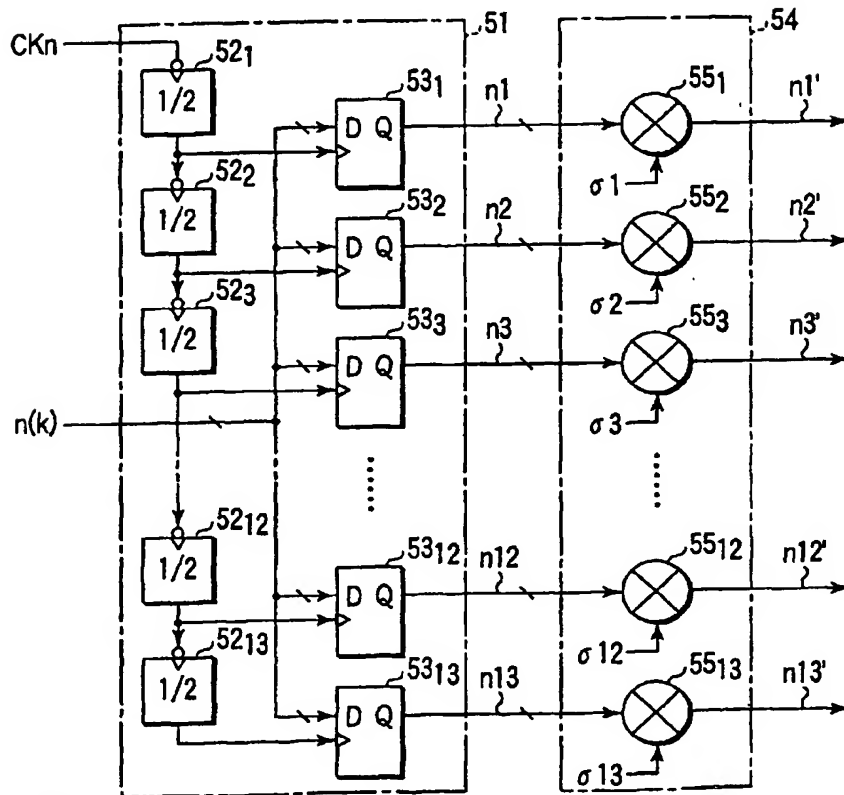 CKn
52₁
1/2
53₁
D Q
n1
51
54
55₁
σ1
n1'
52₂
1/2
53₂
D Q
n2
55₂
σ2
n2'
52₃
1/2
53₃
D Q
n3
55₃
σ3
n3'
n(k)
52₁₂
1/2
53₁₂
D Q
n12
55₁₂
σ12
n12'
52₁₃
1/2
53₁₃
D Q
n13
55₁₃
σ13
n13'